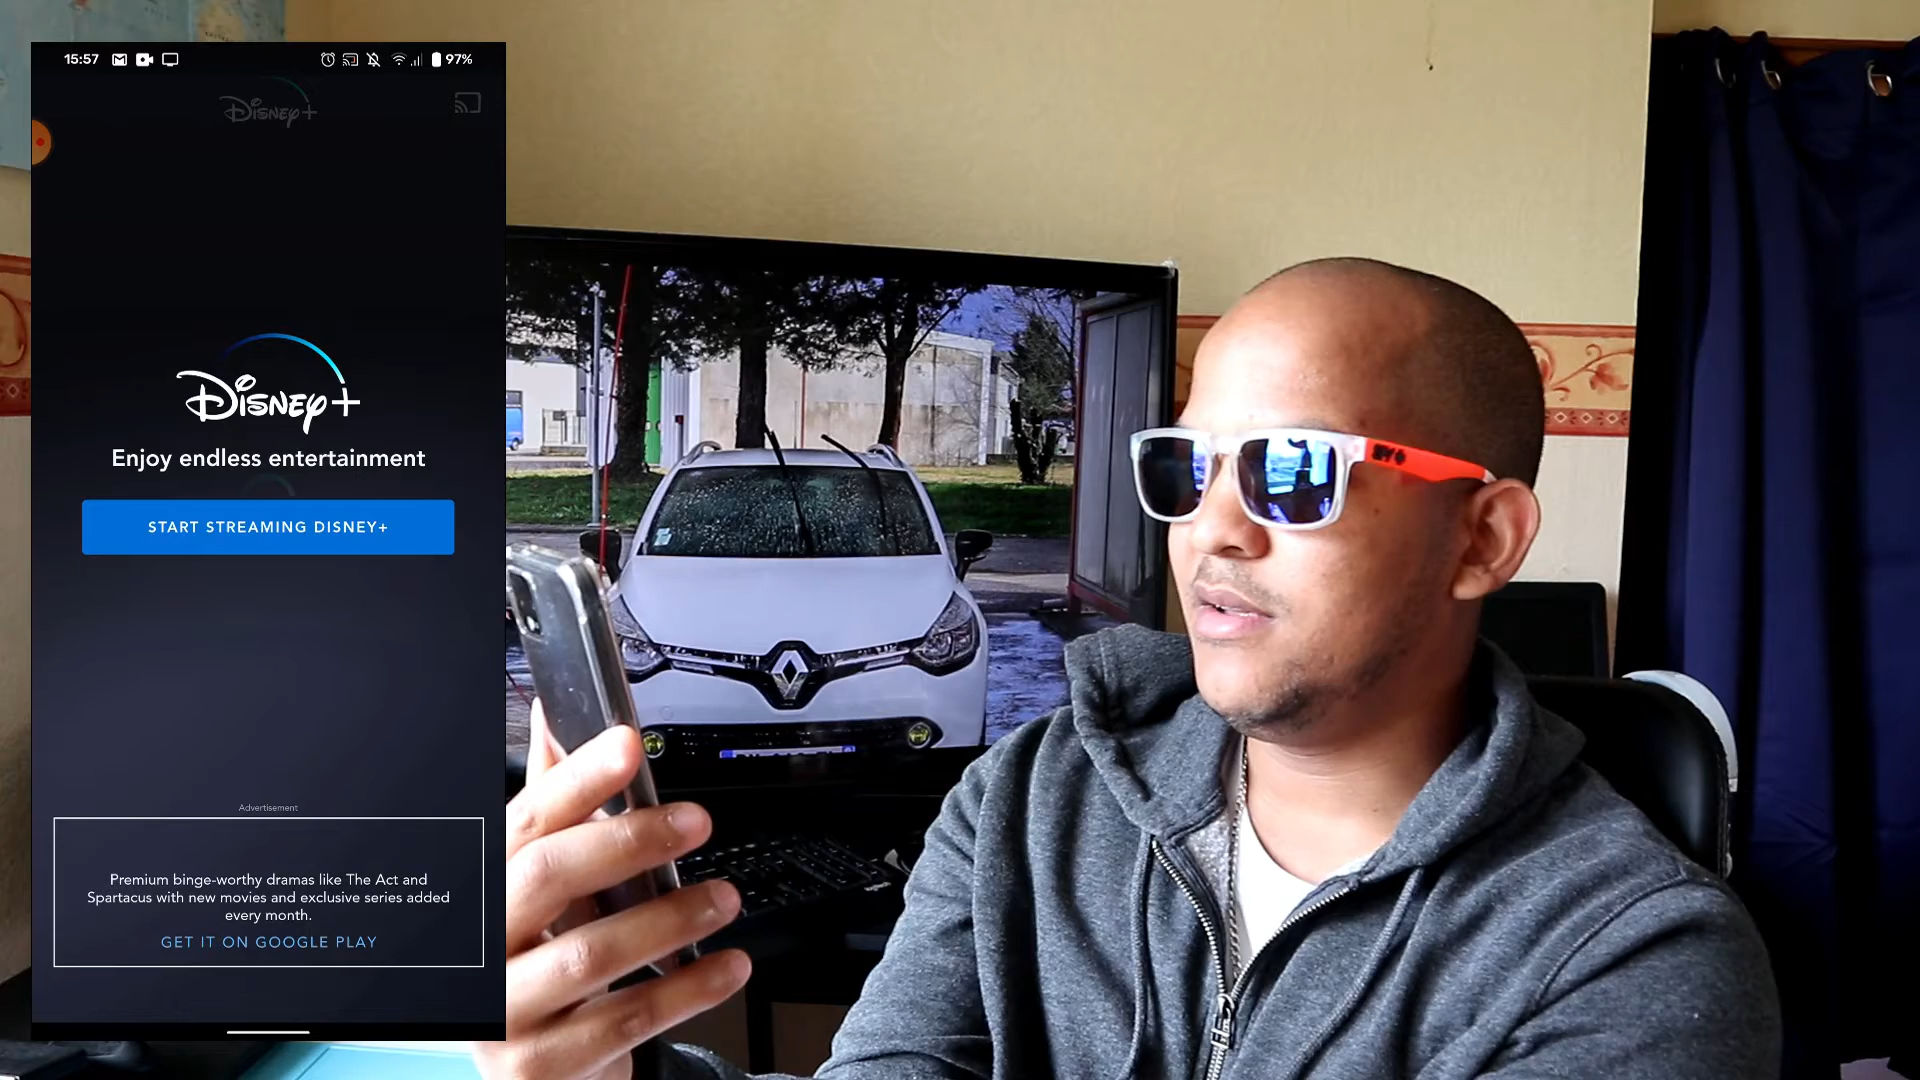 15:57
97%
Disney+
Disney+
Enjoy endless entertainment
START STREAMING DISNEY+
Advertisement
Premium binge-worthy dramas like The Act and
Spartacus with new movies and exclusive series added
every month.
GET IT ON GOOGLE PLAY
SPY+